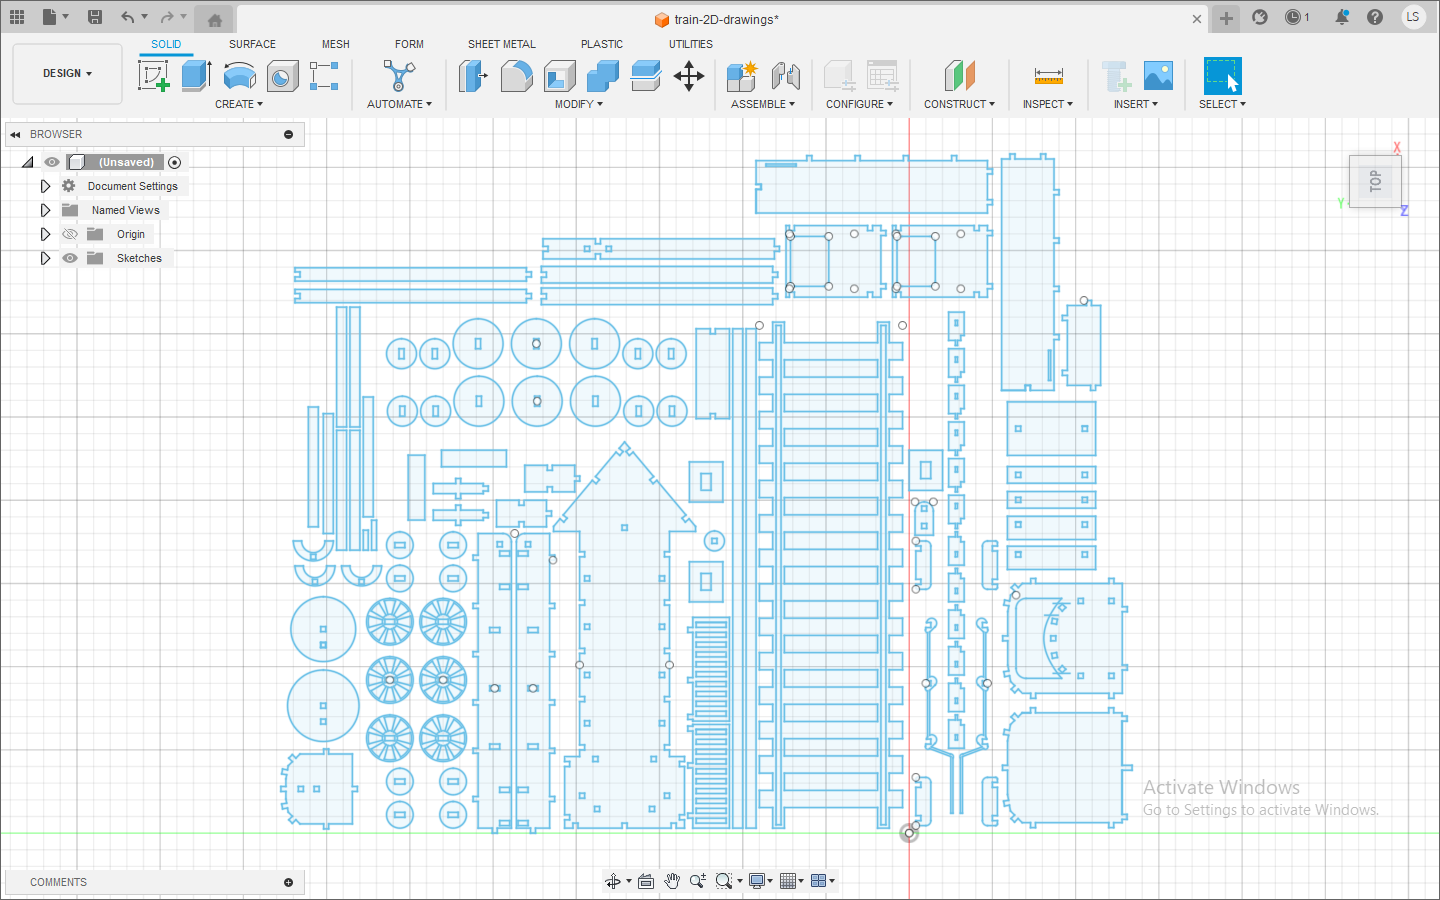 train-2D-drawings*
1
LS
SOLID
SURFACE
MESH
FORM
SHEET METAL
PLASTIC
UTILITIES
DESIGN
CREATE
AUTOMATE
MODIFY
ASSEMBLE
CONFIGURE
CONSTRUCT
INSPECT
INSERT
SELECT
BROWSER
(Unsaved)
Document Settings
Named Views
Origin
Sketches
X
TOP
Y
Z
Activate Windows
Go to Settings to activate Windows.
COMMENTS